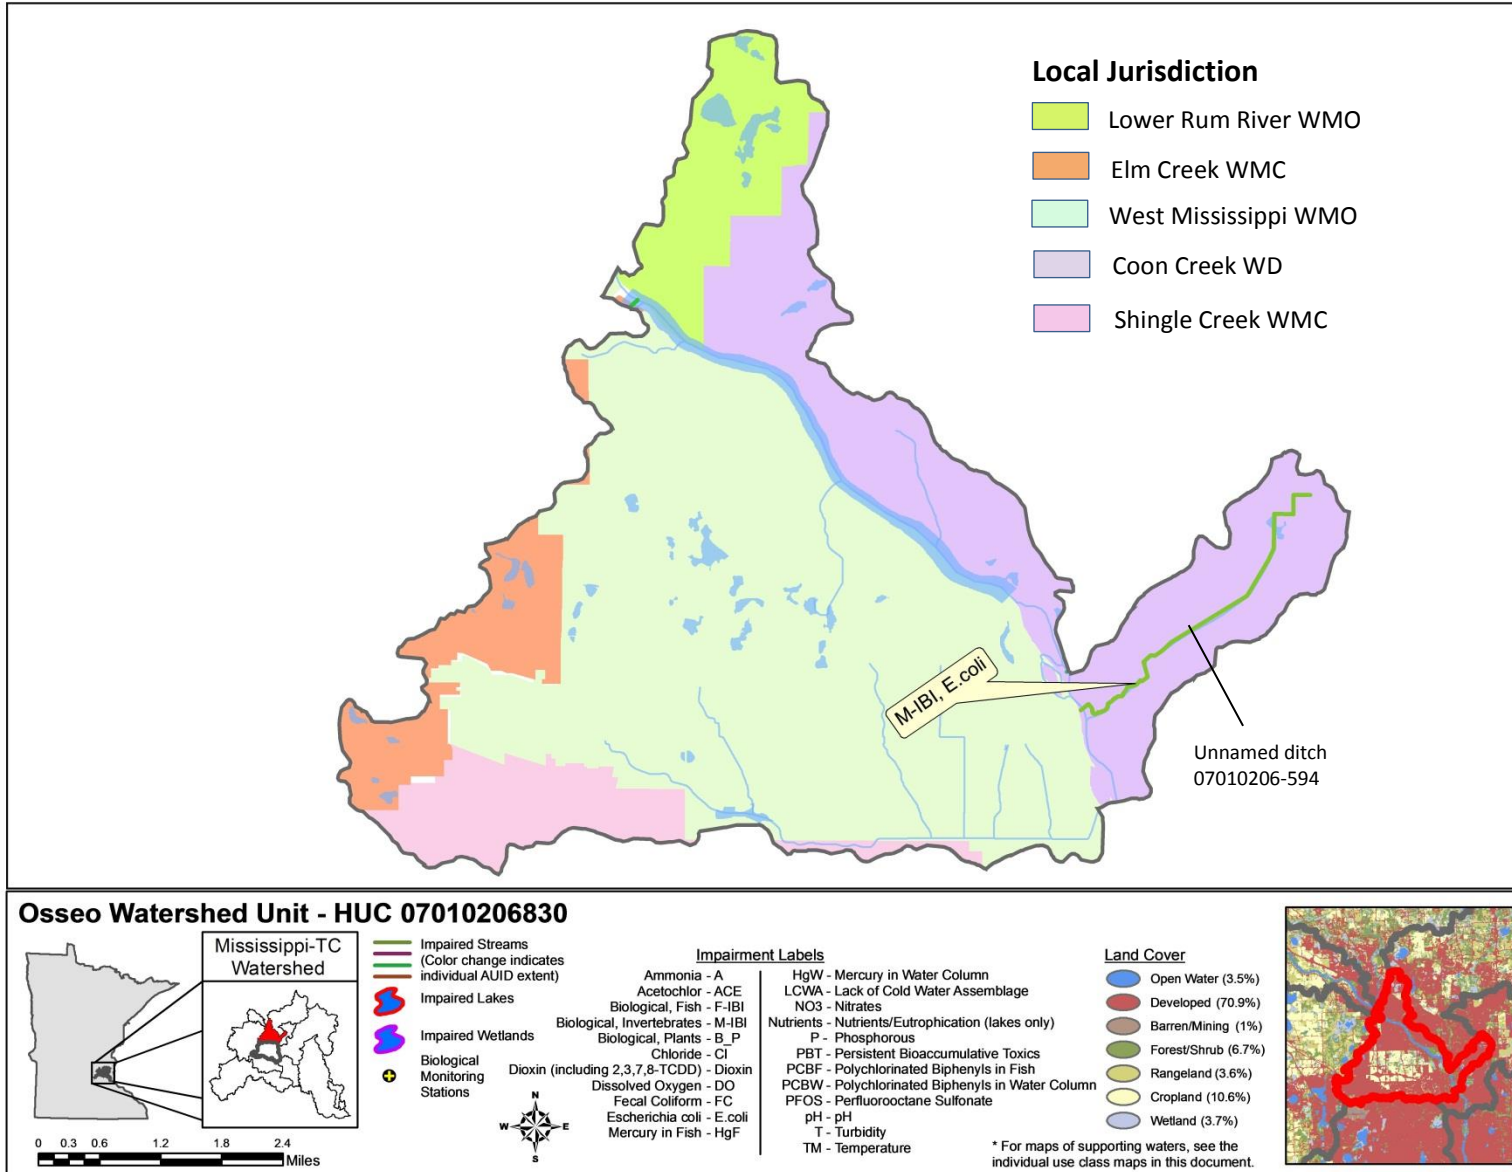 Local Jurisdiction
Lower Rum River WMO
Elm Creek WMC
West Mississippi WMO
Coon Creek WD
Shingle Creek WMC
M-IBI, E.coli
Unnamed ditch
07010206-594
Osseo Watershed Unit - HUC 07010206830
Mississippi-TC
Watershed
0 0.3 0.6 1.2 1.8 2.4
Miles
Impaired Streams
(Color change indicates
individual AUID extent)
Impaired Lakes
Impaired Wetlands
Biological
Monitoring
Stations
N
W E
S
Impairment Labels
Ammonia - A
Acetochlor - ACE
Biological, Fish - F-IBI
Biological, Invertebrates - M-IBI
Biological, Plants - B_P
Chloride - Cl
Dioxin (including 2,3,7,8-TCDD) - Dioxin
Dissolved Oxygen - DO
Fecal Coliform - FC
Escherichia coli - E.coli
Mercury in Fish - HgF
HgW - Mercury in Water Column
LCWA - Lack of Cold Water Assemblage
NO3 - Nitrates
Nutrients - Nutrients/Eutrophication (lakes only)
P - Phosphorous
PBT - Persistent Bioaccumulative Toxics
PCBF - Polychlorinated Biphenyls in Fish
PCBW - Polychlorinated Biphenyls in Water Column
PFOS - Perfluorooctane Sulfonate
pH - pH
T - Turbidity
TM - Temperature
Land Cover
Open Water (3.5%)
Developed (70.9%)
Barren/Mining (1%)
Forest/Shrub (6.7%)
Rangeland (3.6%)
Cropland (10.6%)
Wetland (3.7%)
* For maps of supporting waters, see the
individual use class maps in this document.